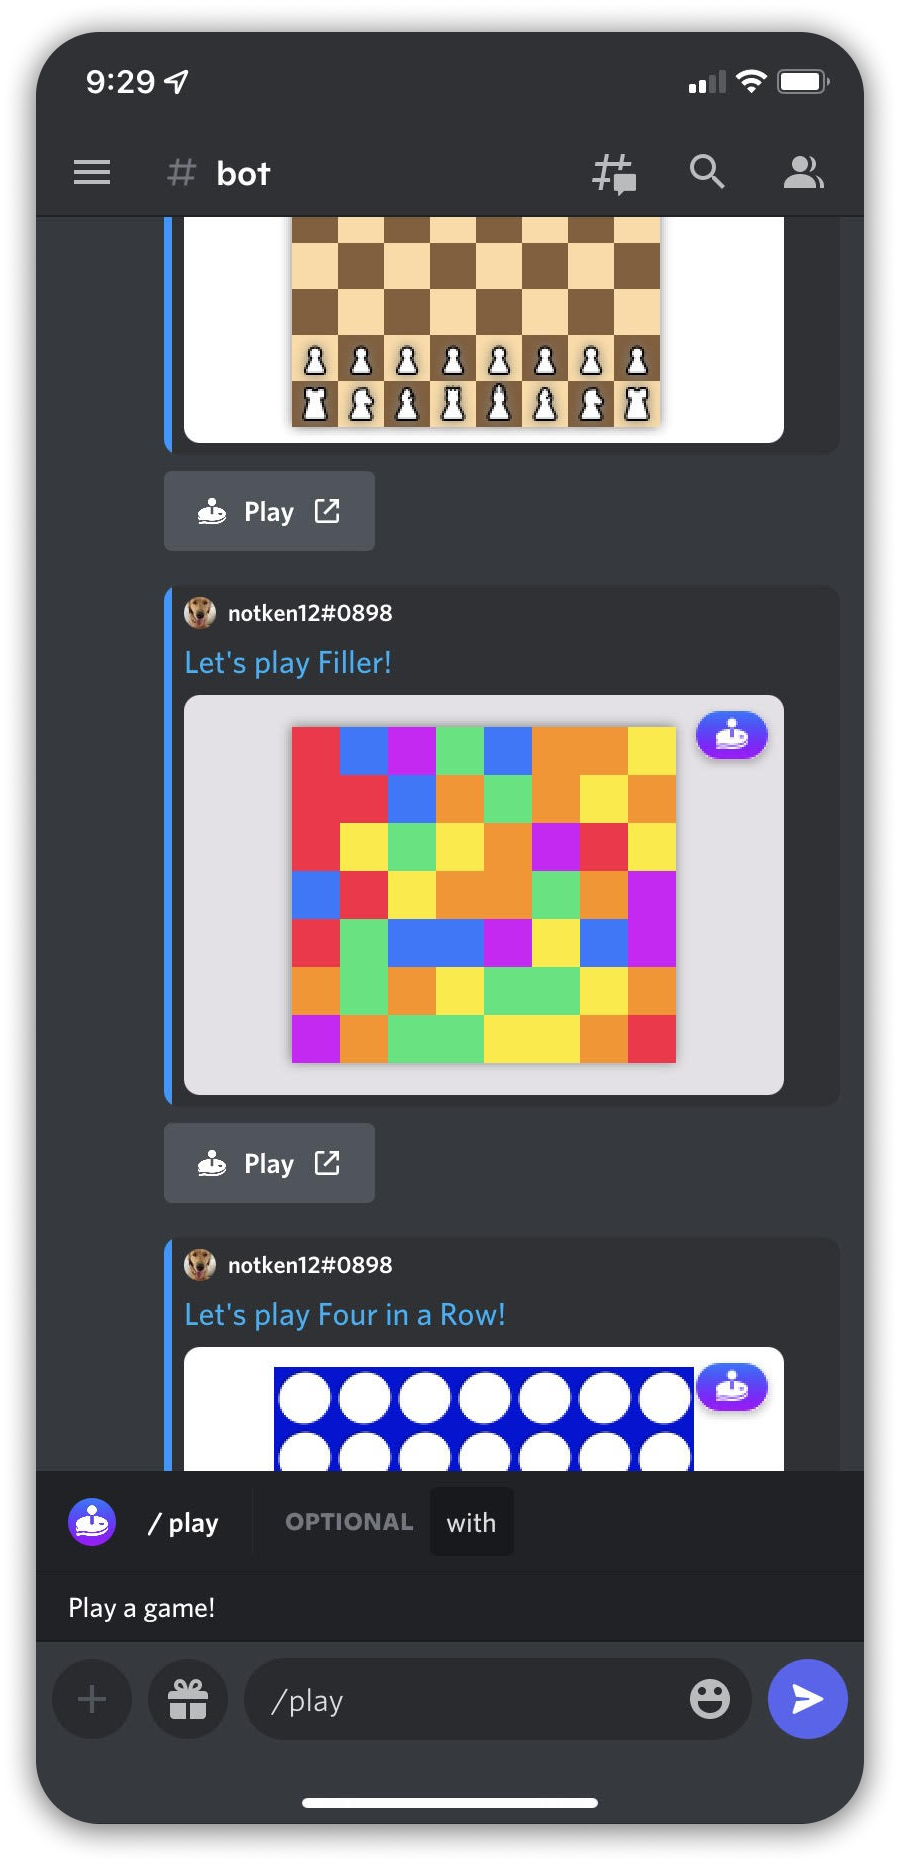 9:29
# bot
Play
notken12#0898
Let's play Filler!
Play
notken12#0898
Let's play Four in a Row!
/ play OPTIONAL with
Play a game!
/play